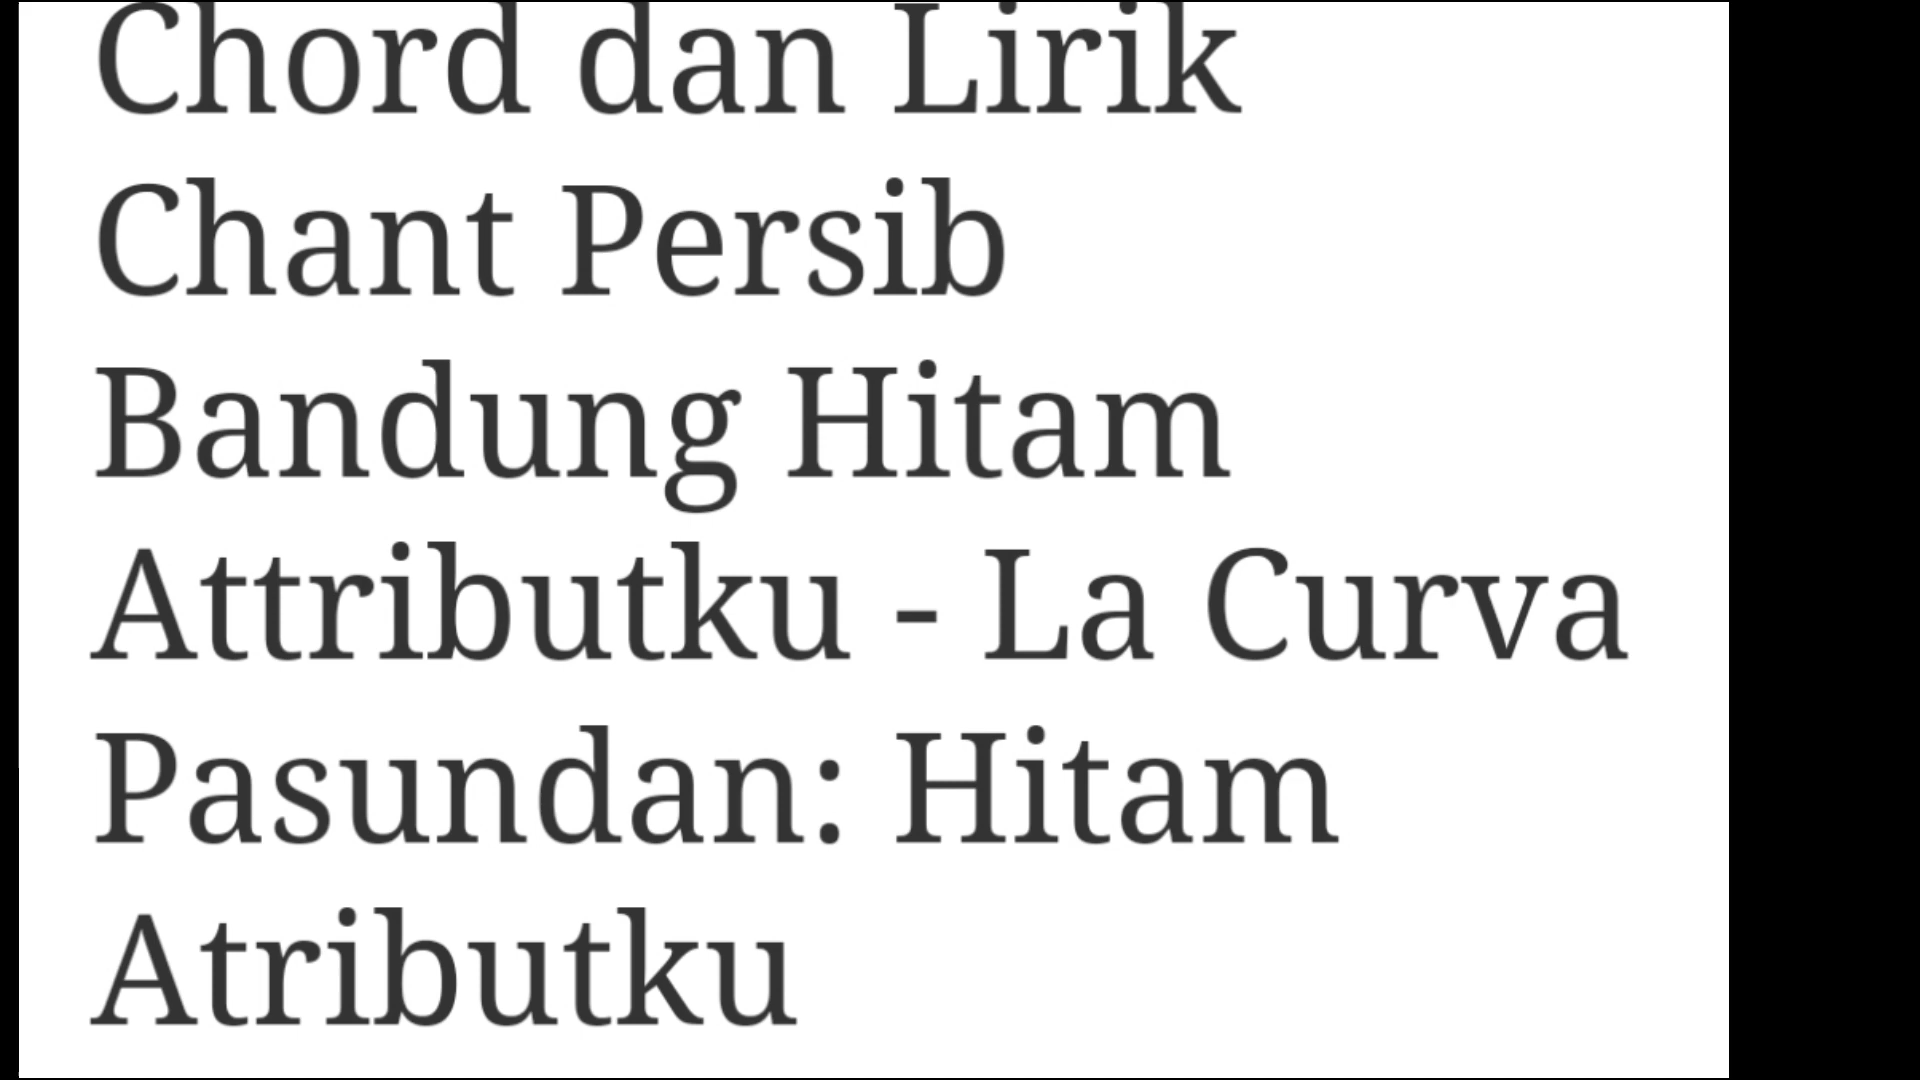 Chord dan Lirik
Chant Persib
Bandung Hitam
Attributku - La Curva
Pasundan: Hitam
Atributku